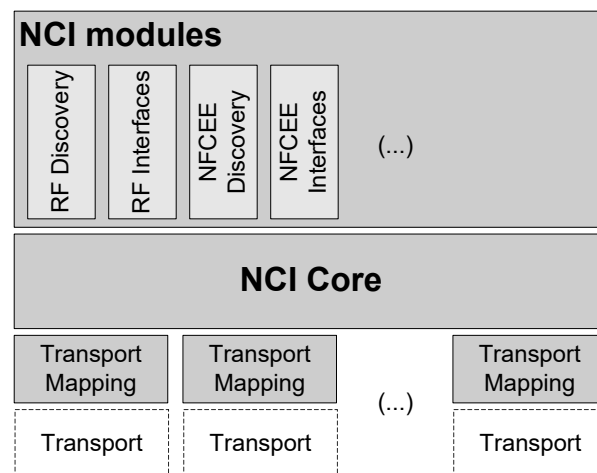 NCI modules
RF Discovery
RF Interfaces
NFCEE
Discovery
NFCEE
Interfaces
(...)
NCI Core
Transport
Mapping
Transport
Mapping
(...)
Transport
Mapping
Transport
Transport
Transport